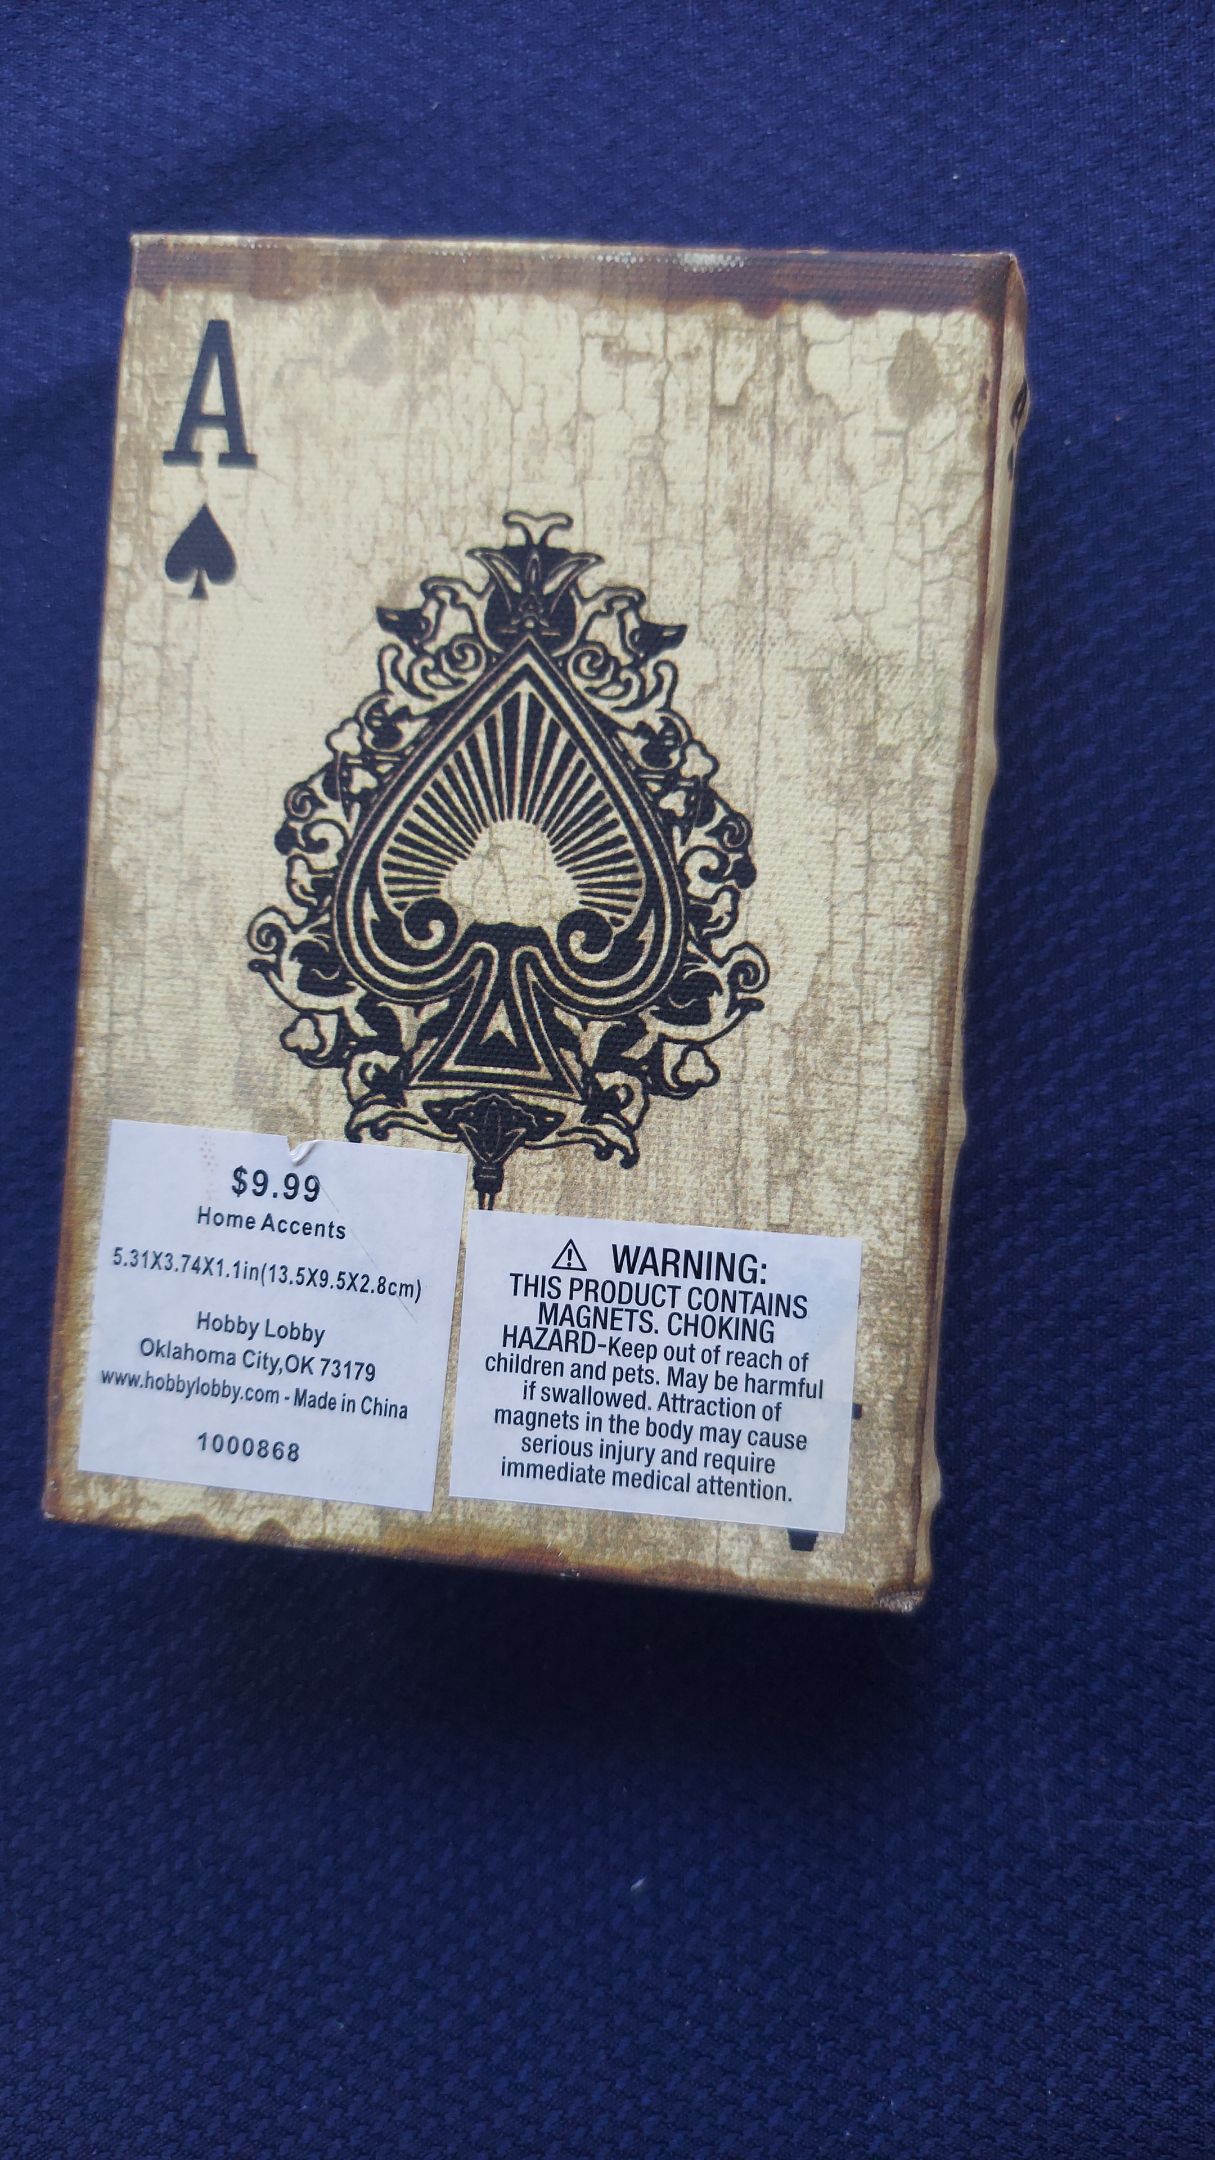 A
$9.99
Home Accents
5.31X3.74X1.1in(13.5X9.5X2.8cm)
Hobby Lobby
Oklahoma City,OK 73179
www.hobbylobby.com - Made in China
1000868
⚠ WARNING:
THIS PRODUCT CONTAINS
MAGNETS. CHOKING
HAZARD-Keep out of reach of
children and pets. May be harmful
if swallowed. Attraction of
magnets in the body may cause
serious injury and require
immediate medical attention.